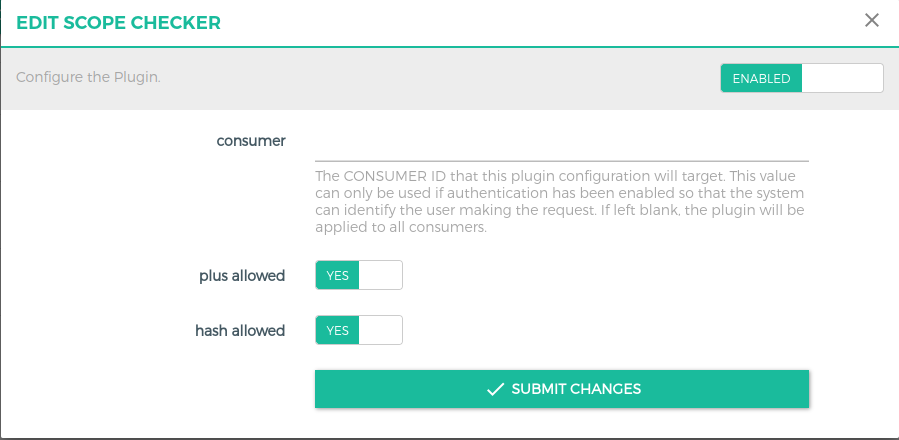 EDIT SCOPE CHECKER
Configure the Plugin.
ENABLED
consumer
The CONSUMER ID that this plugin configuration will target. This value
can only be used if authentication has been enabled so that the system
can identify the user making the request. If left blank, the plugin will be
applied to all consumers.
plus allowed
YES
hash allowed
YES
SUBMIT CHANGES